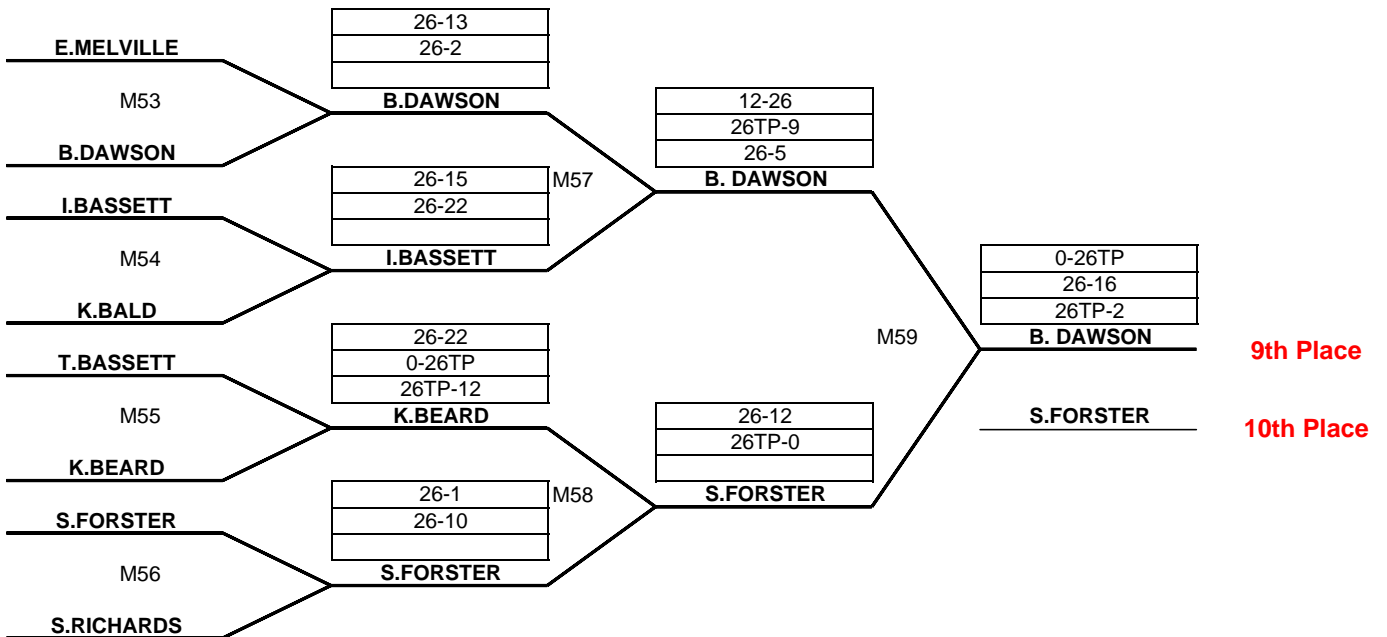 26-13
E.MELVILLE
26-2
M53
B.DAWSON
12-26
26TP-9
B.DAWSON
26-5
26-15
M57
B. DAWSON
I.BASSETT
26-22
M54
I.BASSETT
0-26TP
26-16
K.BALD
26TP-2
26-22
M59
B. DAWSON
9th Place
T.BASSETT
0-26TP
26TP-12
M55
K.BEARD
26-12
S.FORSTER
10th Place
26TP-0
K.BEARD
26-1
M58
S.FORSTER
S.FORSTER
26-10
M56
S.FORSTER
S.RICHARDS